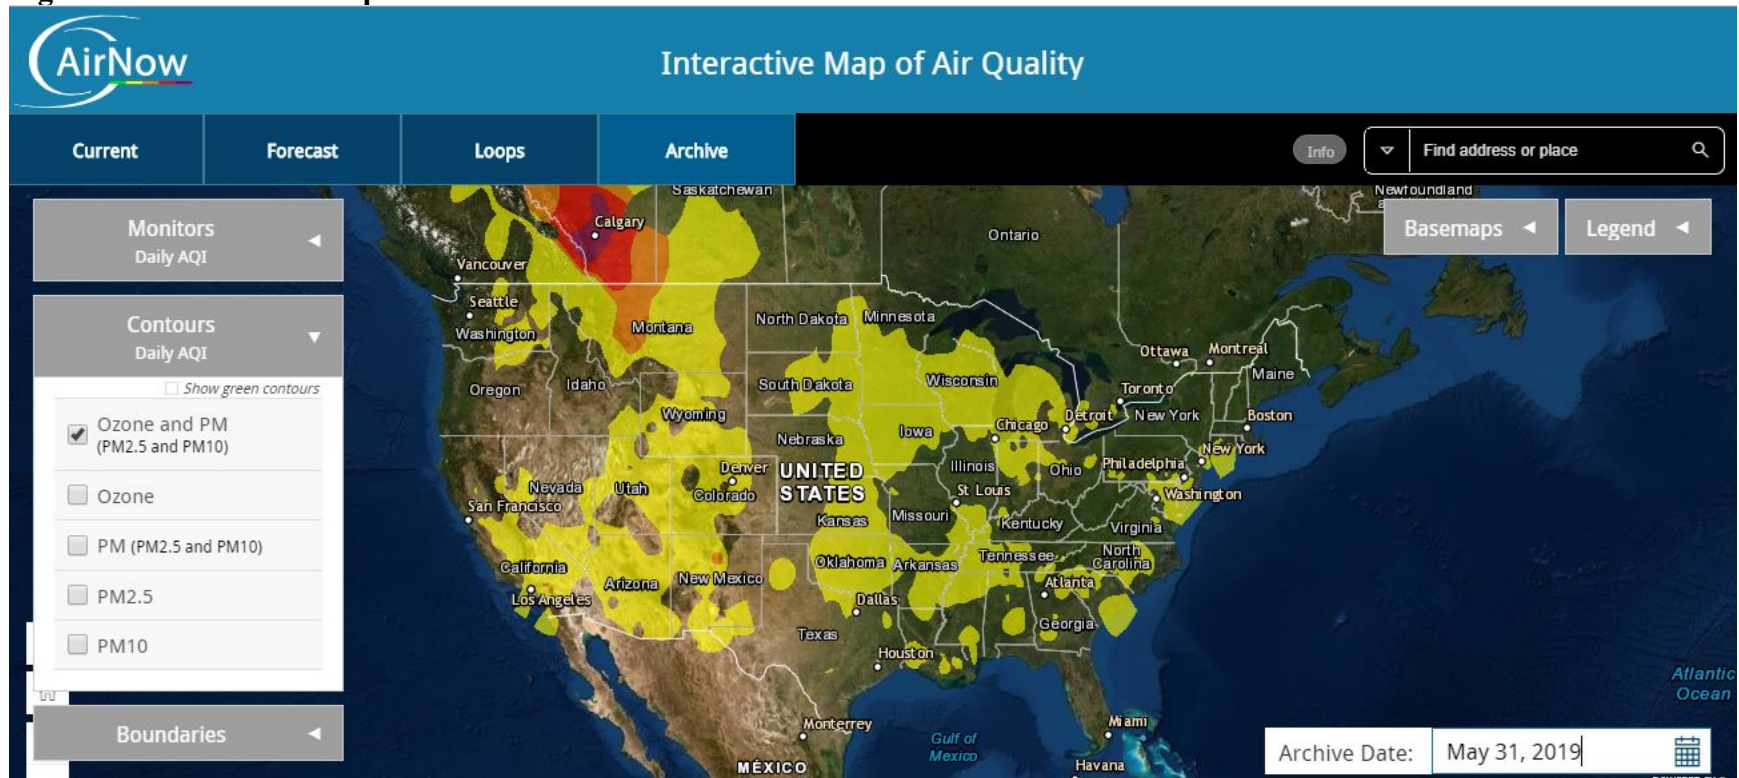 AirNow
Interactive Map of Air Quality
Current
Forecast
Loops
Archive
Info
Find address or place
Monitors
Daily AQI
Contours
Daily AQI
Show green contours
Ozone and PM
(PM2.5 and PM10)
Ozone
PM (PM2.5 and PM10)
PM2.5
PM10
Boundaries
Basemaps
Legend
Saskatchewan
Newfoundland
Calgary
Ontario
Vancouver
Seattle
Washington
Montana
North Dakota
Minnesota
Ottawa
Montreal
Maine
Oregon
Idaho
South Dakota
Wisconsin
Toronto
Wyoming
Detroit
New York
Boston
Nebraska
Iowa
Chicago
New York
Denver
UNITED
STATES
Illinois
Ohio
Philadelphia
Nevada
Utah
Colorado
St Louis
Washington
San Francisco
Kansas
Missouri
Kentucky
Virginia
California
Arizona
New Mexico
Oklahoma
Arkansas
Tennessee
North
Carolina
Los Angeles
Dallas
Atlanta
Texas
Georgia
Houston
Atlantic
Ocean
Monterrey
Gulf of
Mexico
Miami
MÉXICO
Havana
Archive Date:
May 31, 2019